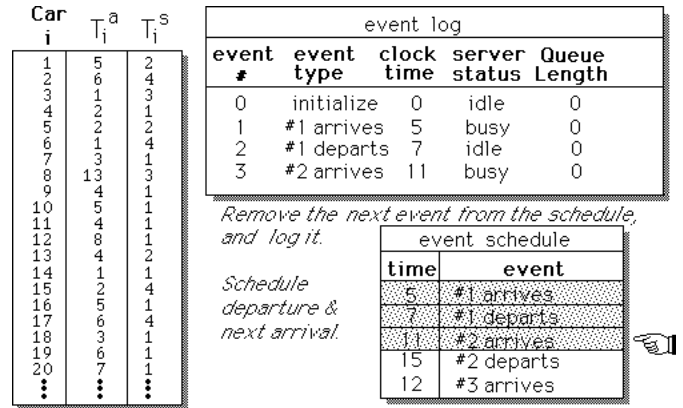 Car i Tᵢᵃ Tᵢˢ
1 5 2
2 6 4
3 1 3
4 2 1
5 2 2
6 1 4
7 3 1
8 13 3
9 4 1
10 5 1
11 4 1
12 8 1
13 4 2
14 1 1
15 2 4
16 5 1
17 6 4
18 3 1
19 6 1
20 7 1
event log
event # event type clock time server status Queue Length
0 initialize 0 idle 0
1 #1 arrives 5 busy 0
2 #1 departs 7 idle 0
3 #2 arrives 11 busy 0
Remove the next event from the schedule,
and log it.
Schedule
departure &
next arrival.
event schedule
time event
5 #1 arrives
7 #1 departs
11 #2 arrives
15 #2 departs
12 #3 arrives